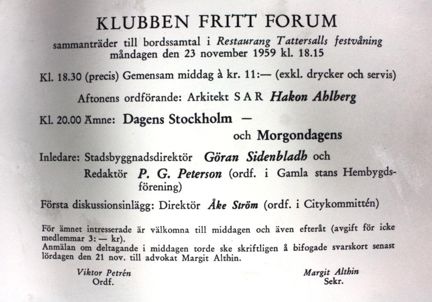 KLUBBEN FRITT FORUM
sammanträder till bordssamtal i Restaurang Tattersalls festvåning
måndagen den 23 november 1959 kl. 18.15
Kl. 18.30 (precis) Gemensam middag à kr. 11:— (exkl. drycker och servis)
Aftonens ordförande: Arkitekt S A R Hakon Ahlberg
Kl. 20.00 Ämne: Dagens Stockholm —
och Morgondagens
Inledare: Stadsbyggnadsdirektör Göran Sidenbladh och
Redaktör P. G. Peterson (ordf. i Gamla stans Hembygds-
förening)
Första diskussionsinlägg: Direktör Åke Ström (ordf. i Citykommittén)
För ämnet intresserade är välkomna till middagen och även efteråt (avgift för icke
medlemmar 3: — kr).
Anmälan om deltagande i middagen torde ske skriftligen å bifogade svarskort senast
lördagen den 21 nov. till advokat Margit Althin.
Viktor Petrén
Ordf.
Margit Althin
Sekr.